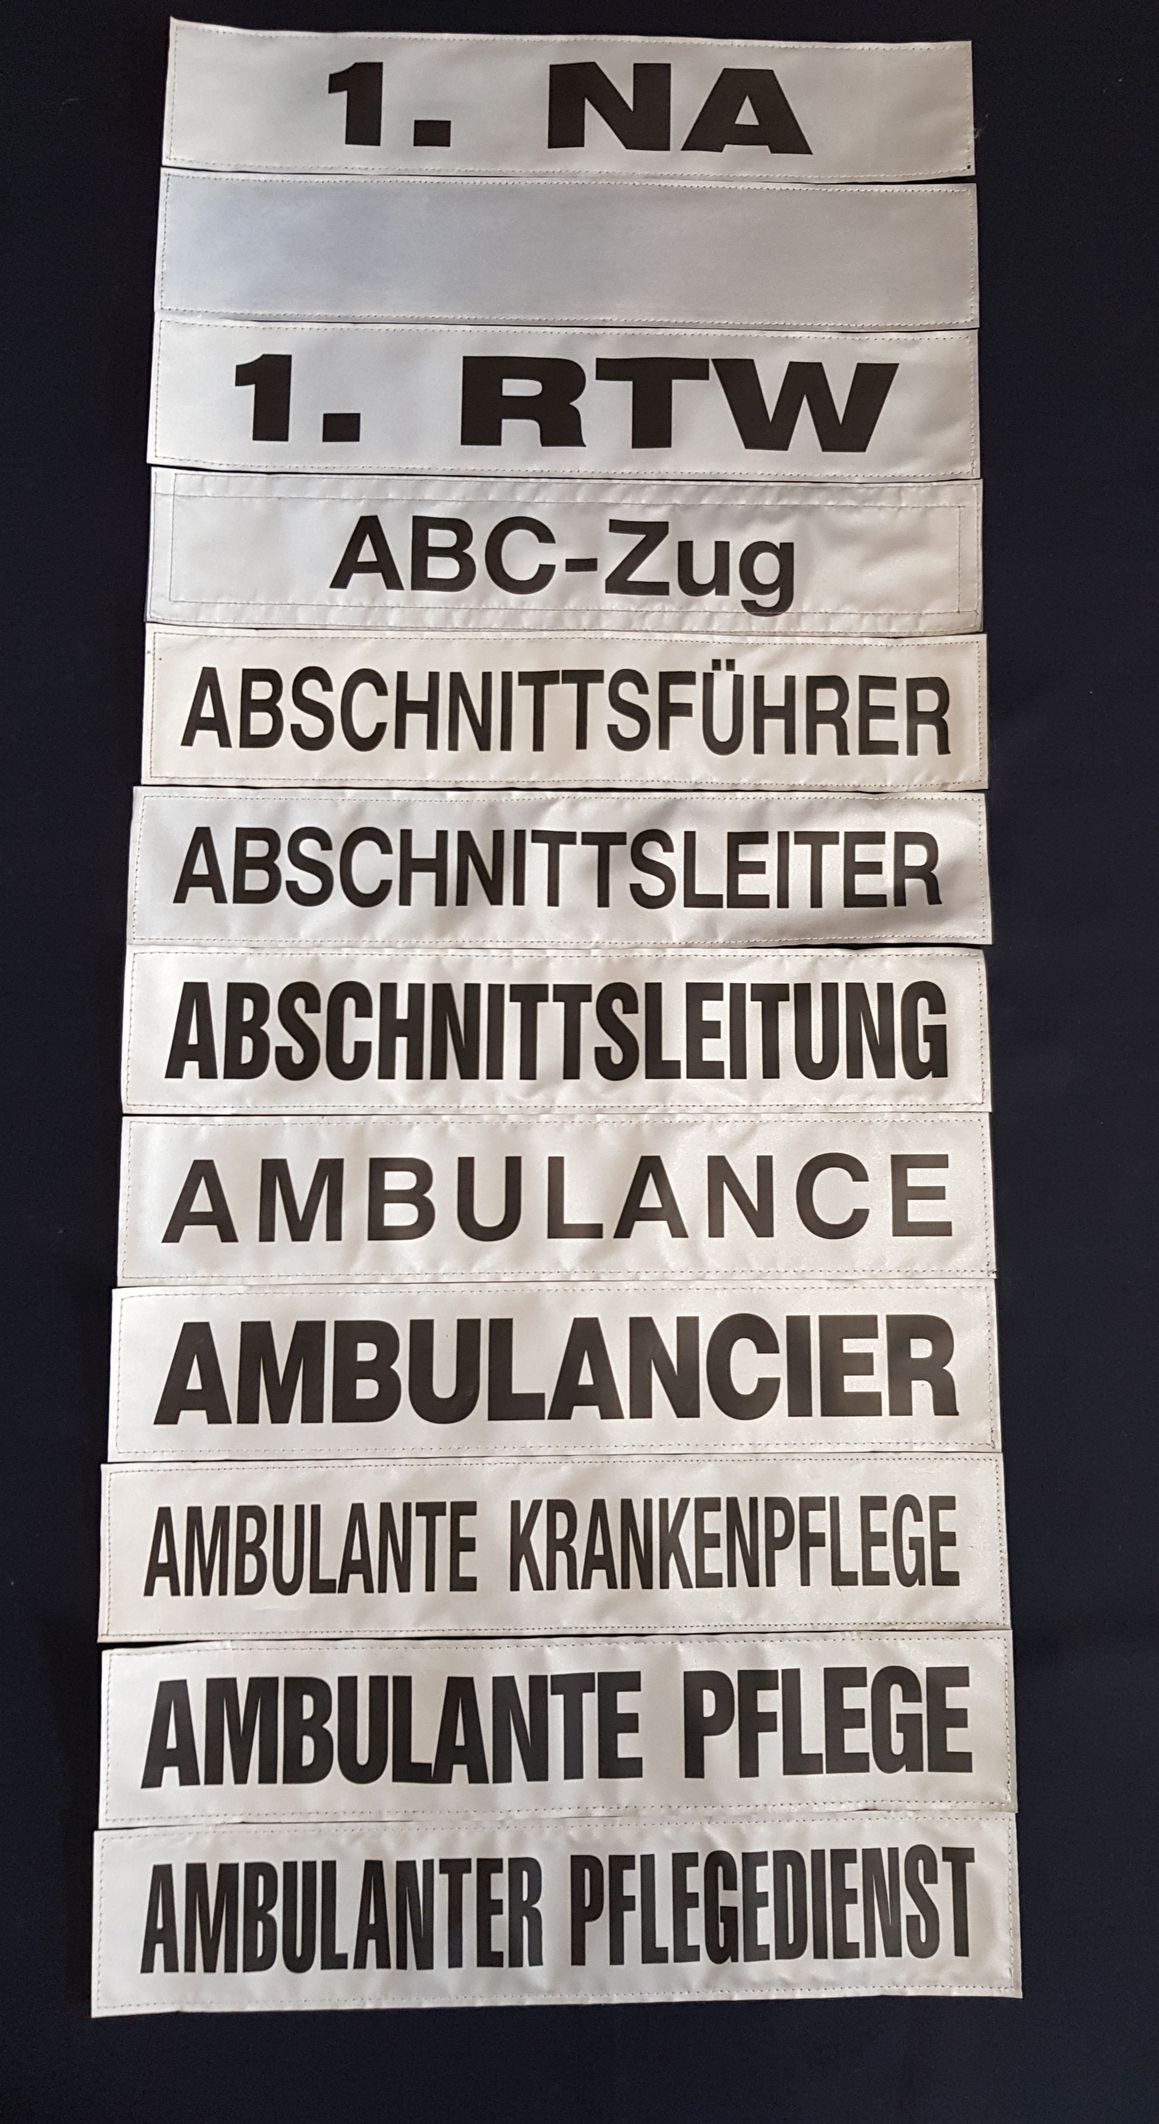 1. NA
1. RTW
ABC-Zug
ABSCHNITTSFÜHRER
ABSCHNITTSLEITER
ABSCHNITTSLEITUNG
AMBULANCE
AMBULANCIER
AMBULANTE KRANKENPFLEGE
AMBULANTE PFLEGE
AMBULANTER PFLEGEDIENST